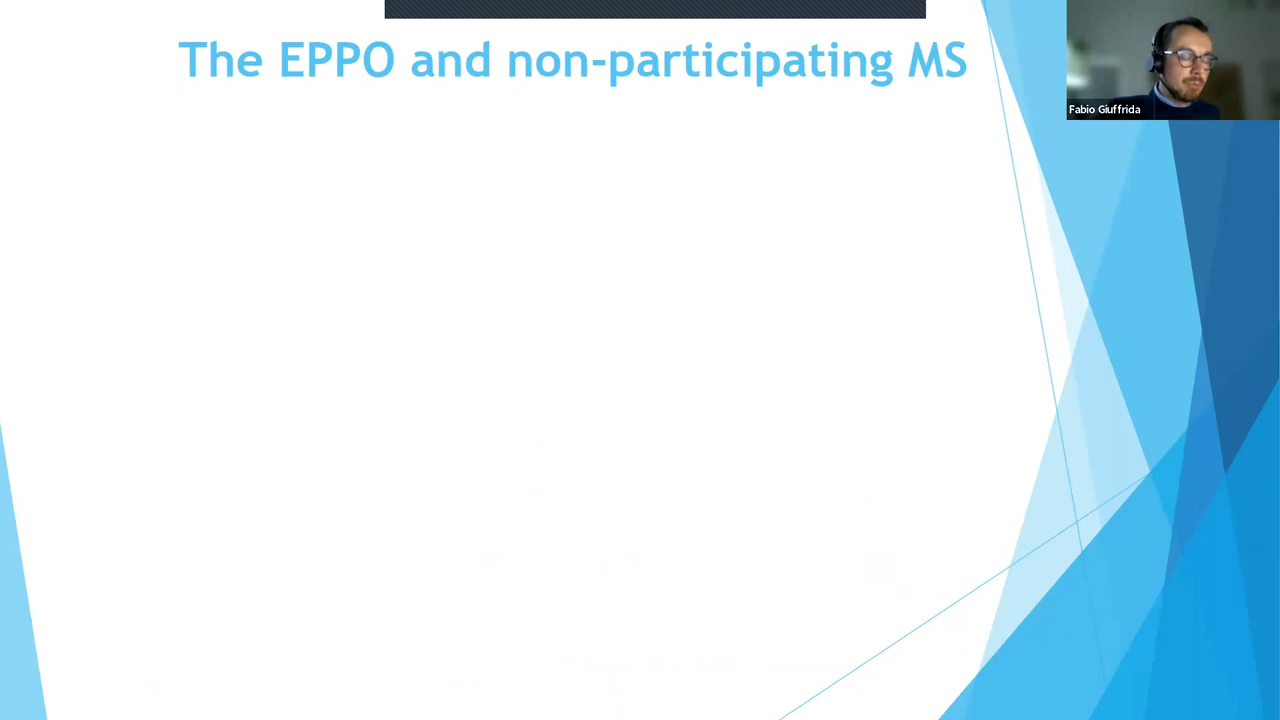 The EPPO and non-participating MS
Fabio Giuffrida